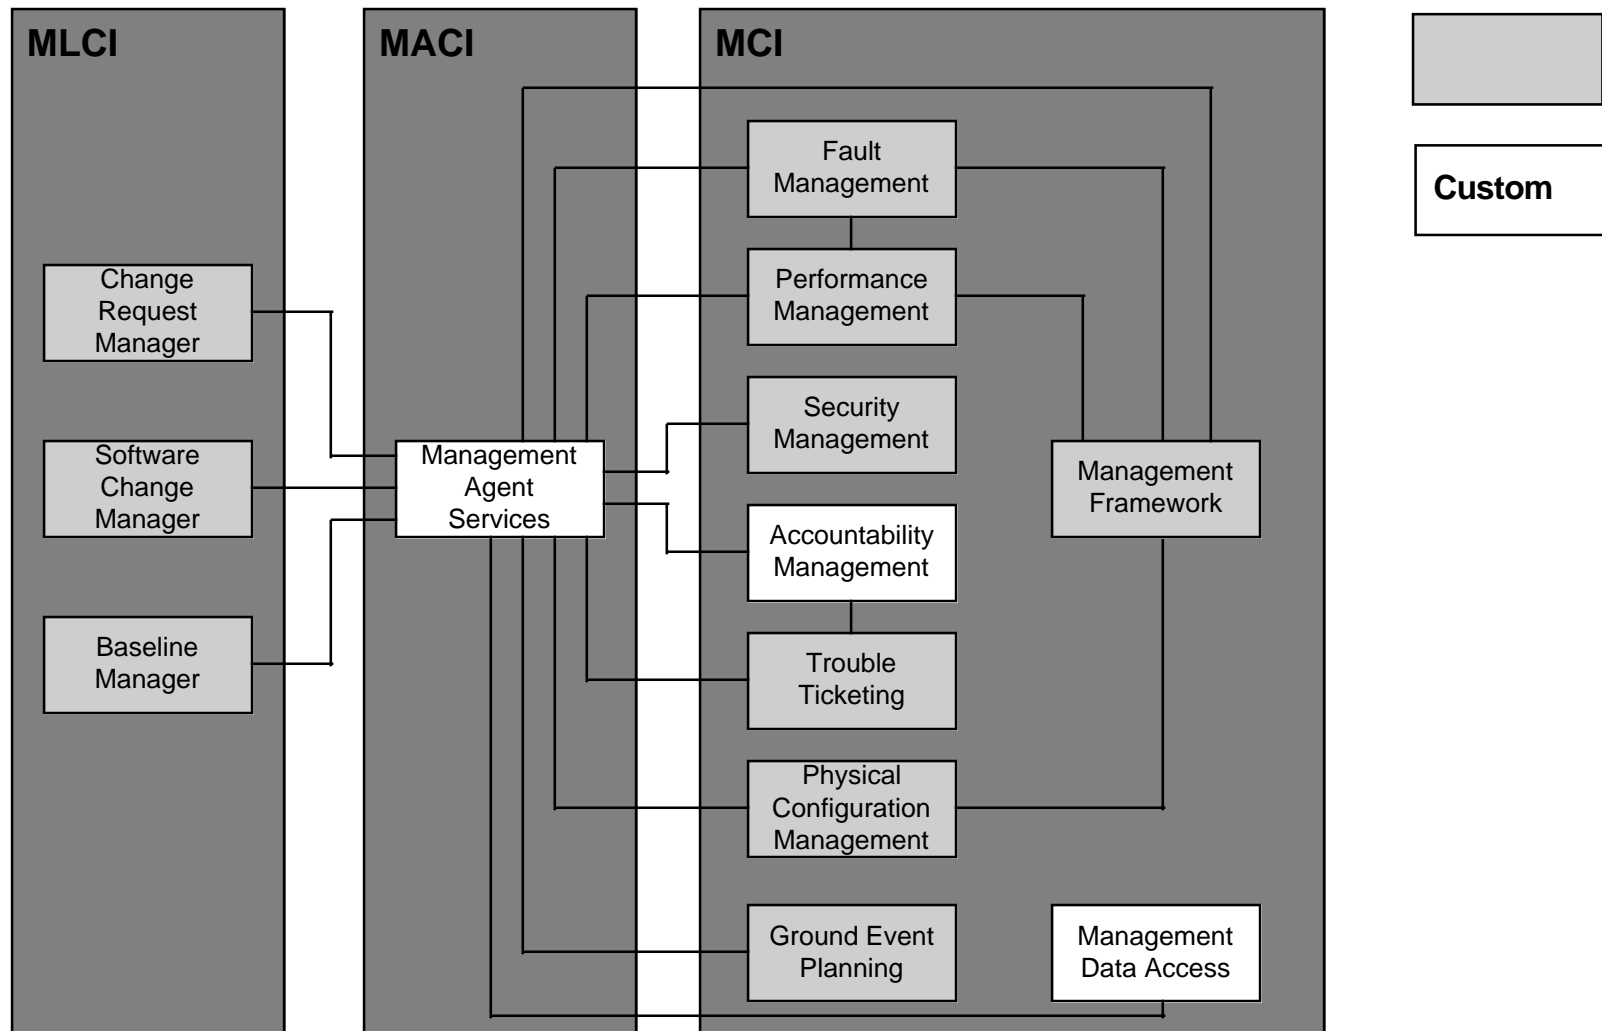 MLCI
MACI
MCI
Custom
Change
Request
Manager
Software
Change
Manager
Baseline
Manager
Management
Agent
Services
Fault
Management
Performance
Management
Security
Management
Accountability
Management
Trouble
Ticketing
Physical
Configuration
Management
Ground Event
Planning
Management
Framework
Management
Data Access